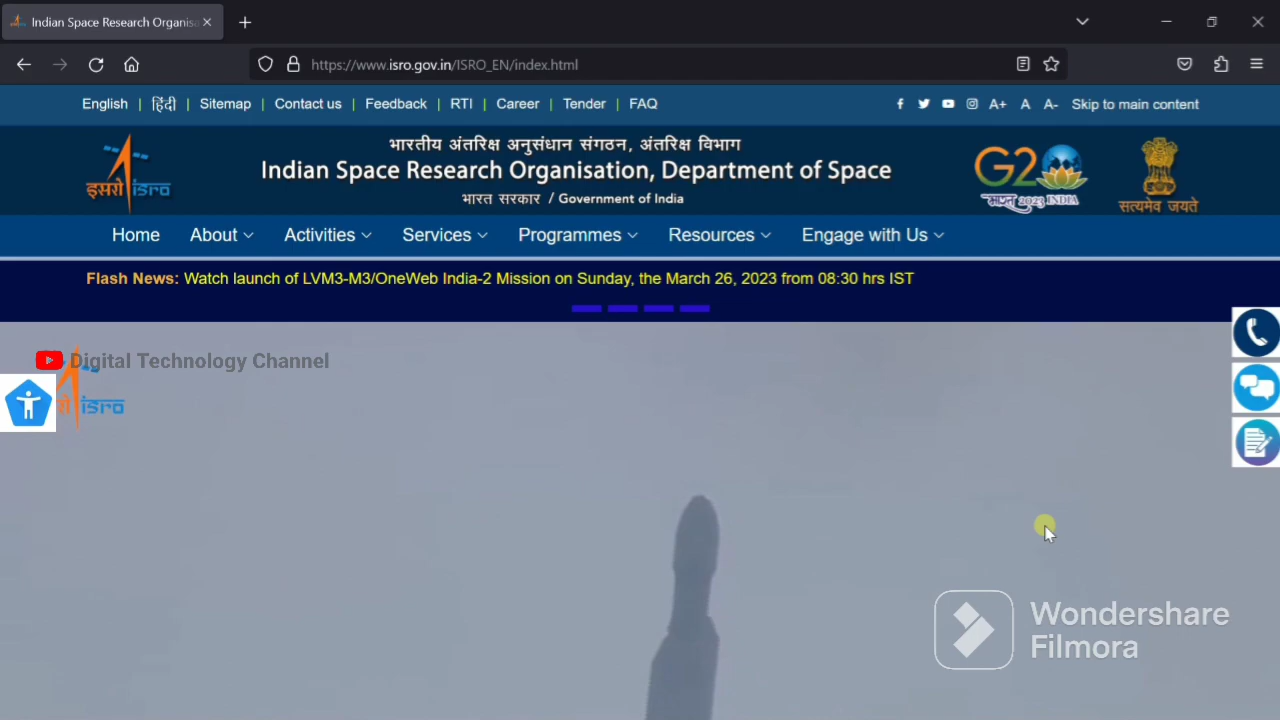 Indian Space Research Organisa
https://www.isro.gov.in/ISRO_EN/index.html
English | हिंदी | Sitemap | Contact us | Feedback | RTI | Career | Tender | FAQ
A+ A A- Skip to main content
भारतीय अंतरिक्ष अनुसंधान संगठन, अंतरिक्ष विभाग
Indian Space Research Organisation, Department of Space
भारत सरकार / Government of India
इसरो isro
G20
भारत 2023 INDIA
सत्यमेव जयते
Home About Activities Services Programmes Resources Engage with Us
Flash News: Watch launch of LVM3-M3/OneWeb India-2 Mission on Sunday, the March 26, 2023 from 08:30 hrs IST
Digital Technology Channel
isro
Wondershare
Filmora